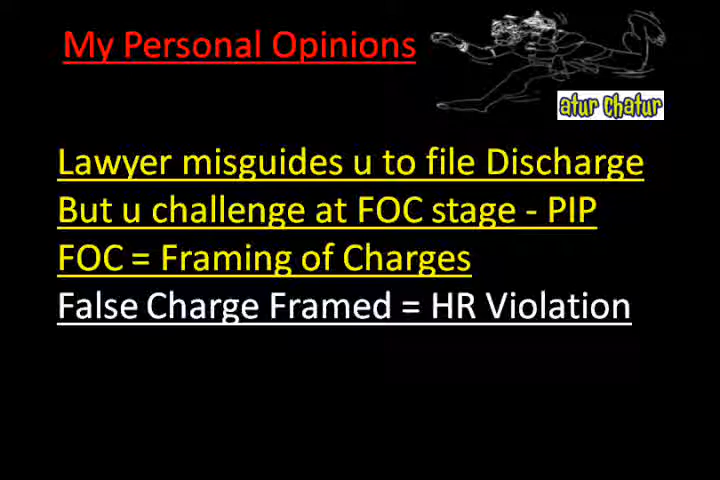 My Personal Opinions
atur chatur
Lawyer misguides u to file Discharge
But u challenge at FOC stage - PIP
FOC = Framing of Charges
False Charge Framed = HR Violation